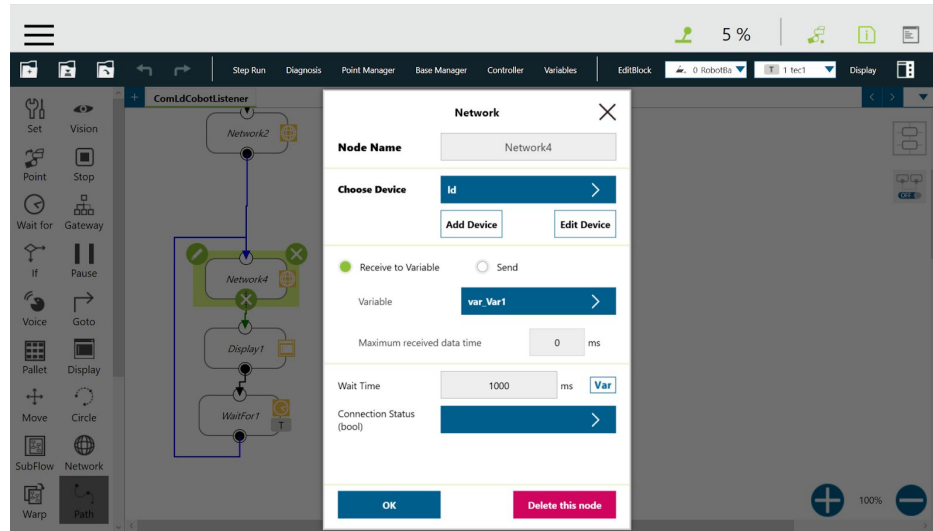 5 %
Step Run Diagnosis Point Manager Base Manager Controller Variables EditBlock 0 RobotBa T 1 tec1 Display
ComLdCobotListener
Set Vision
Point Stop
Wait for Gateway
If Pause
Voice Goto
Pallet Display
Move Circle
SubFlow Network
Warp Path
Network2
Network4
Display1
WaitFor1
T
Network
Node Name Network4
Choose Device ld
Add Device Edit Device
Receive to Variable Send
Variable var_Var1
Maximum received data time 0 ms
Wait Time 1000 ms Var
Connection Status
(bool)
OK Delete this node
OFF
100%